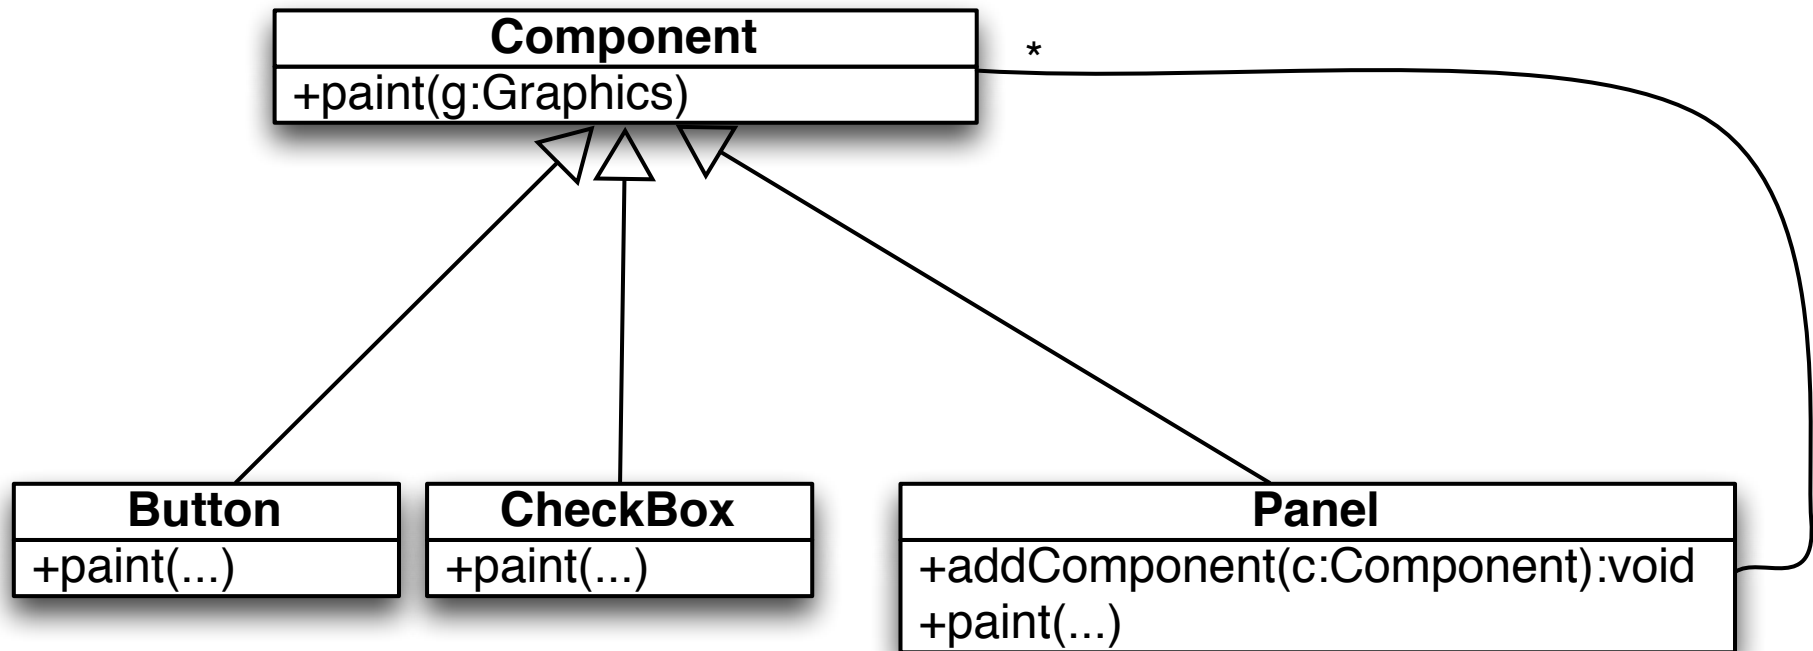 Component
*
+paint(g:Graphics)
Button
+paint(...)
CheckBox
+paint(...)
Panel
+addComponent(c:Component):void
+paint(...)